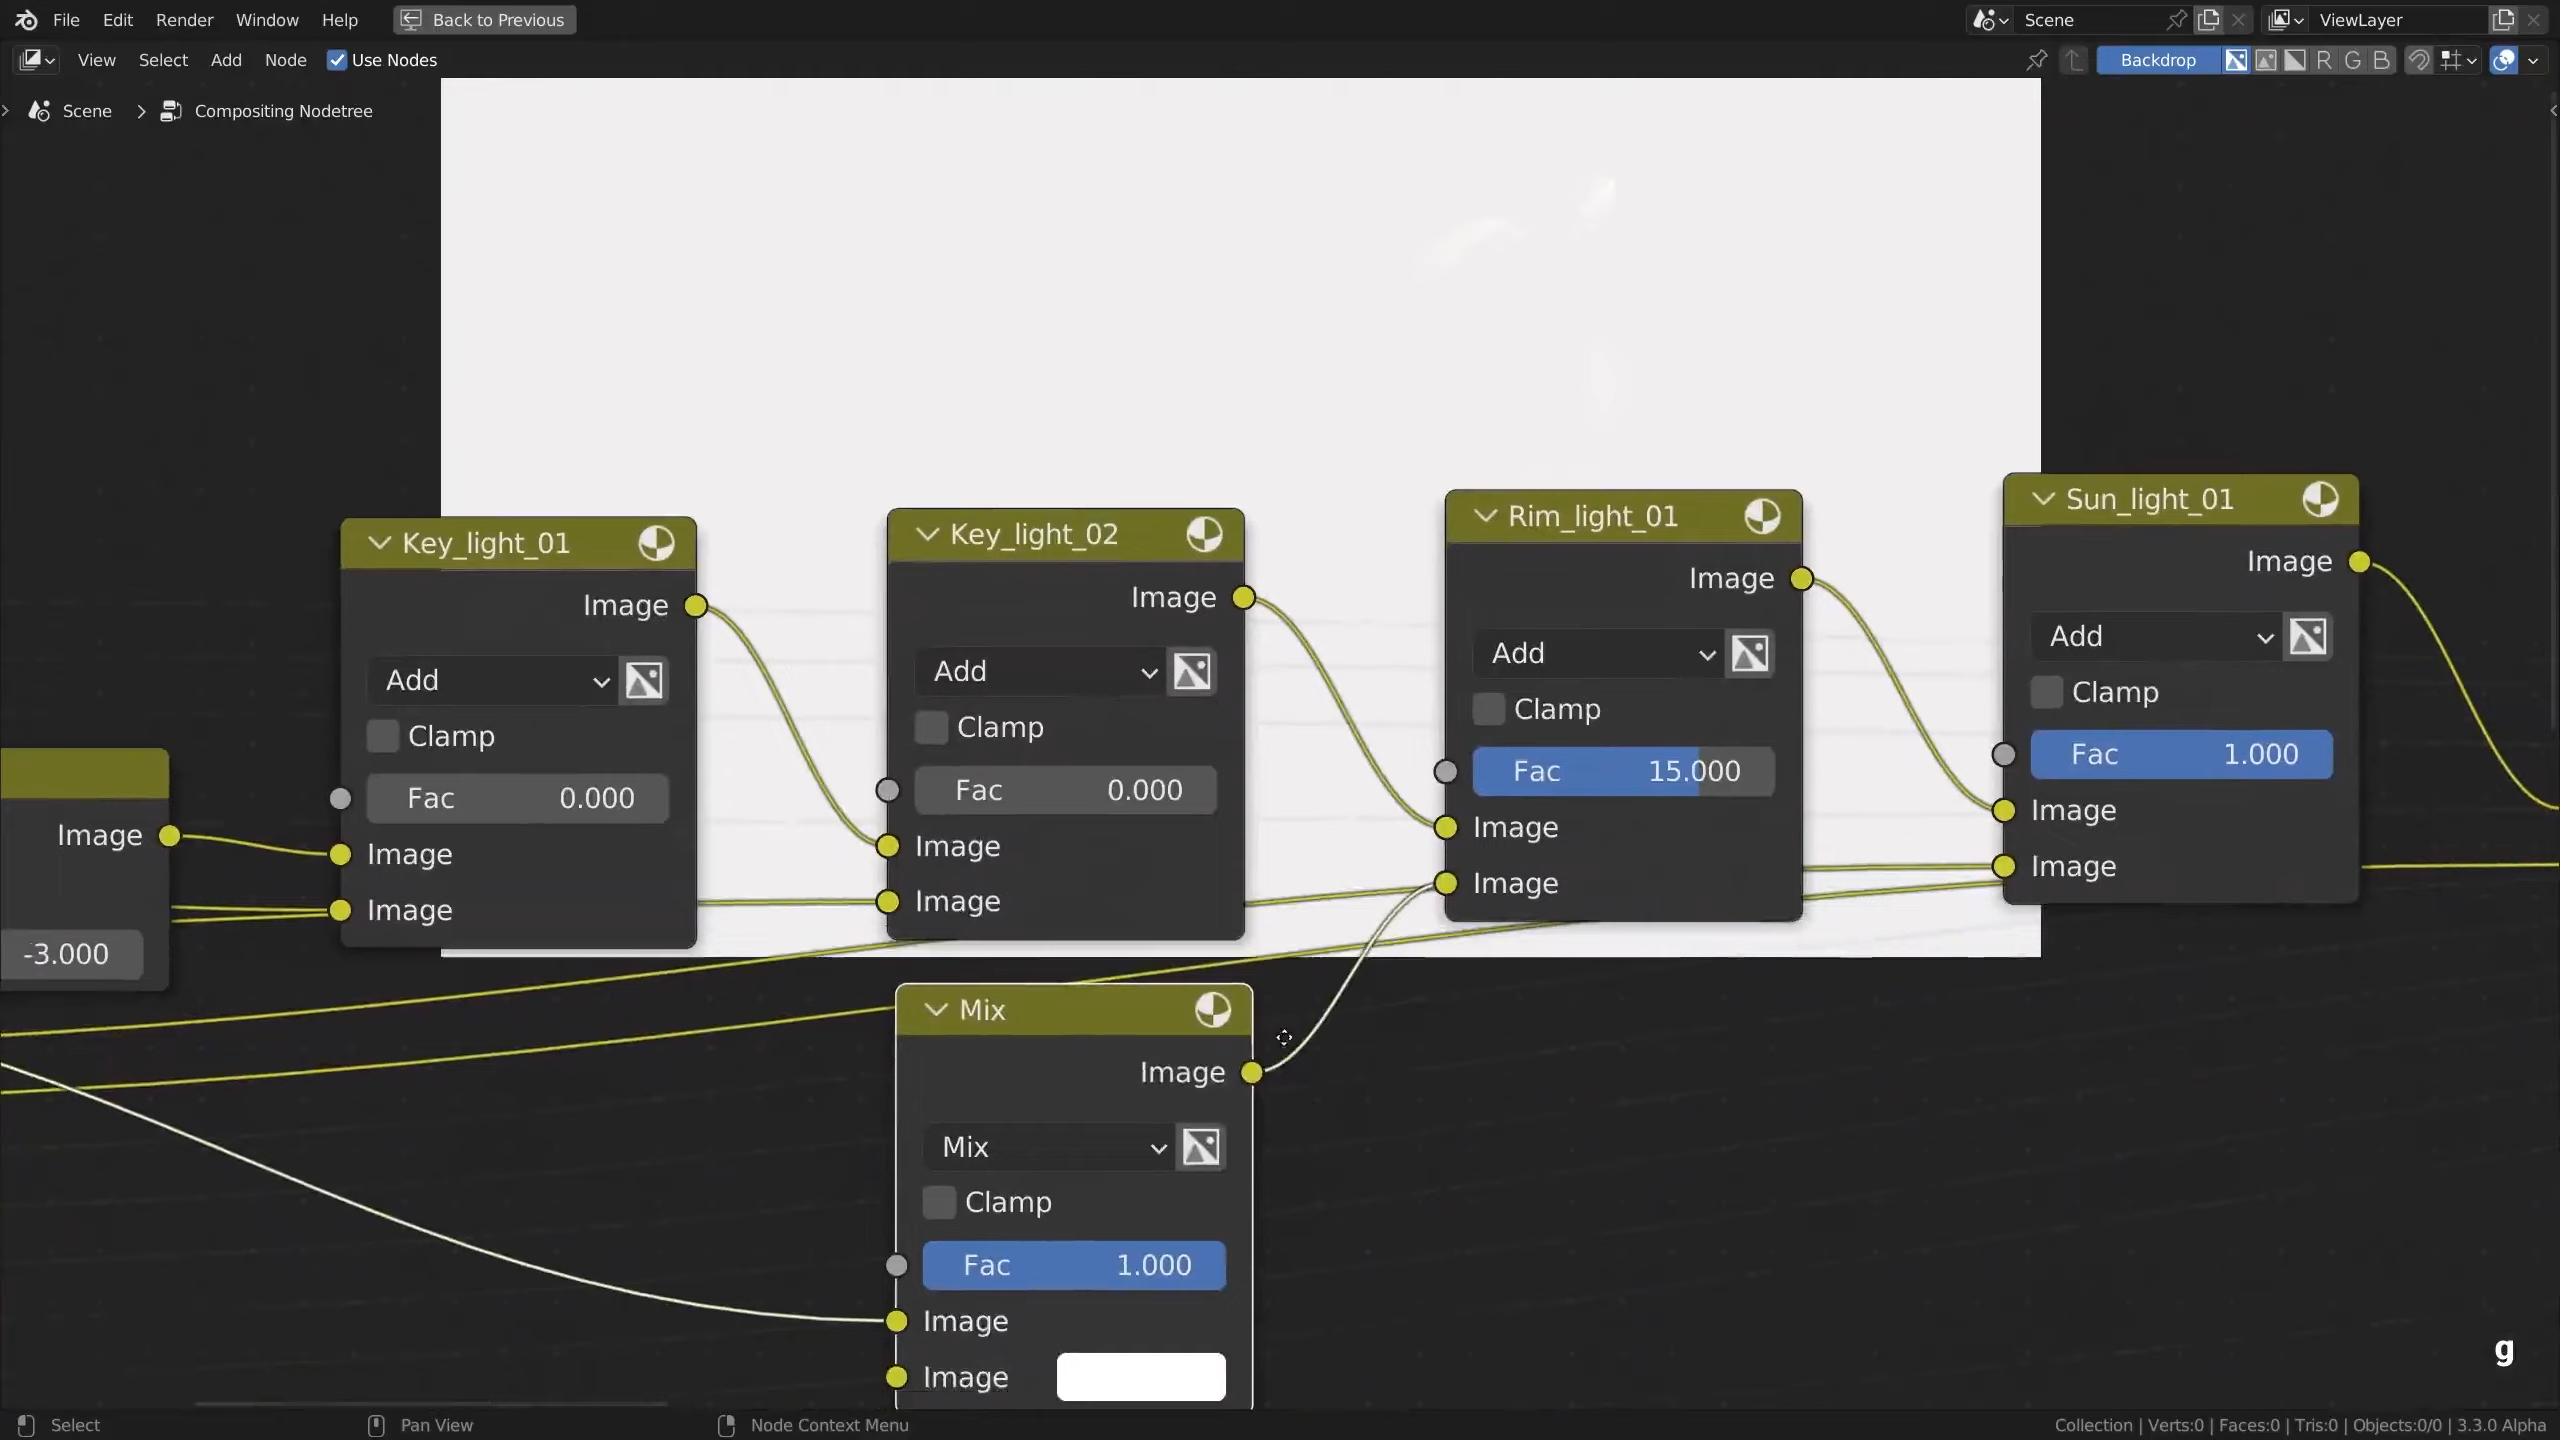 File Edit Render Window Help Back to Previous Scene ViewLayer
View Select Add Node Use Nodes Backdrop R G B
Scene Compositing Nodetree
Key_light_01
Image
Add
Clamp
Fac 0.000
Image
Image
Key_light_02
Image
Add
Clamp
Fac 0.000
Image
Image
Rim_light_01
Image
Add
Clamp
Fac 15.000
Image
Image
Sun_light_01
Image
Add
Clamp
Fac 1.000
Image
Image
Image
-3.000
Mix
Image
Mix
Clamp
Fac 1.000
Image
Image
g
Select Pan View Node Context Menu Collection | Verts:0 | Faces:0 | Tris:0 | Objects:0/0 | 3.3.0 Alpha